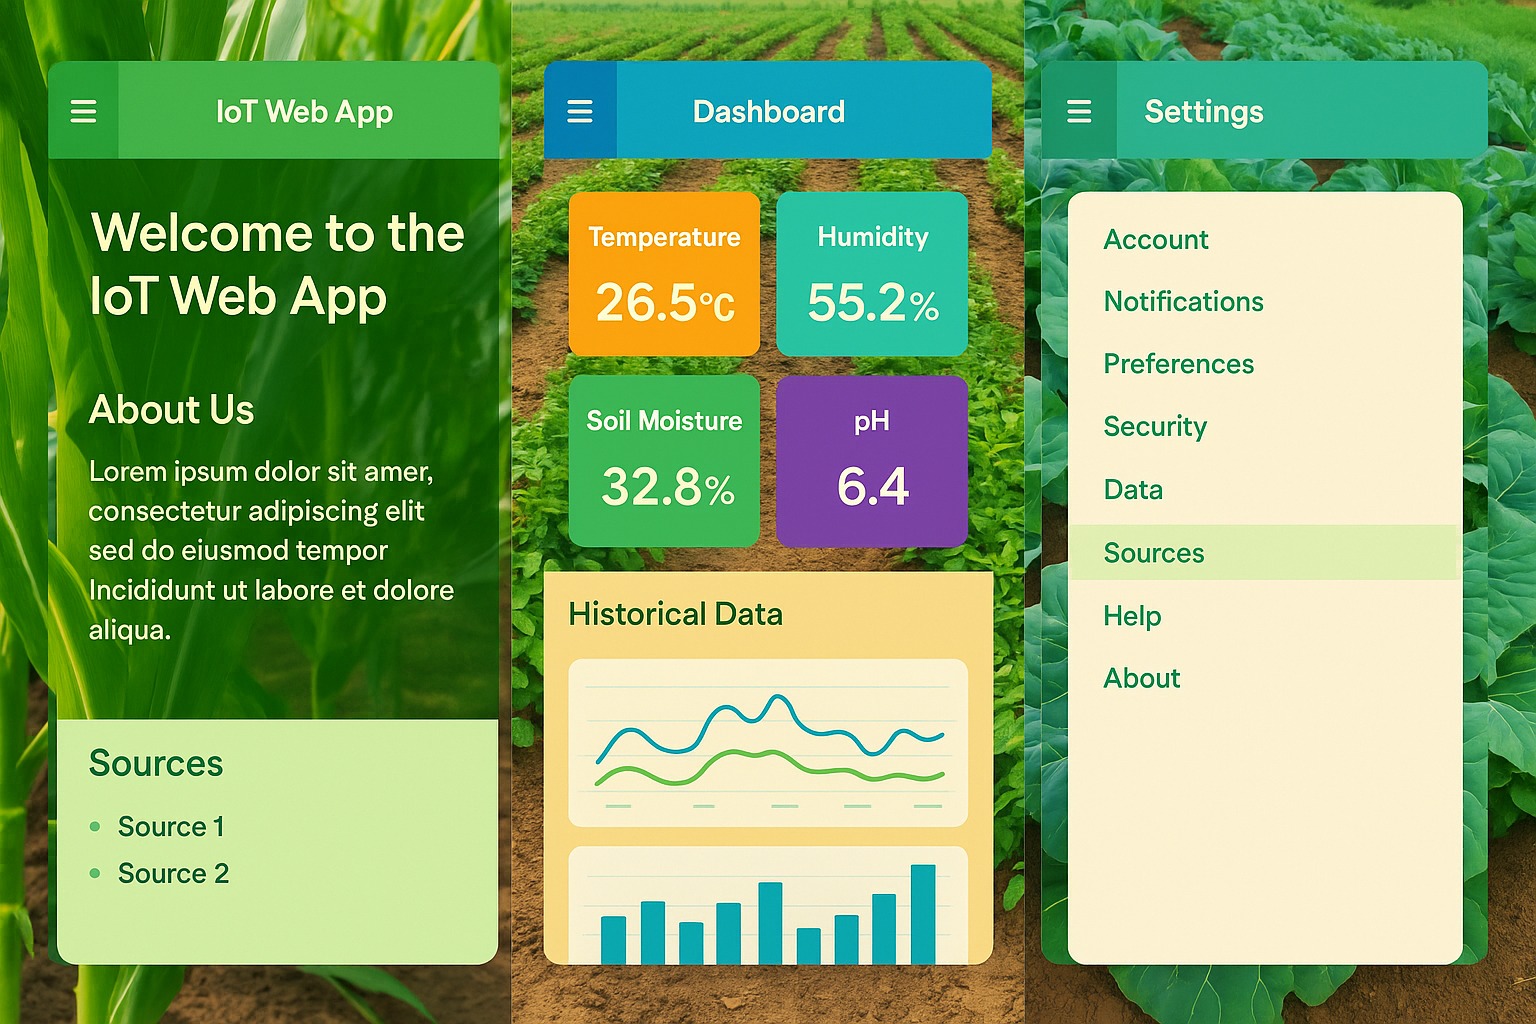 IoT Web App
Welcome to the
IoT Web App
About Us
Lorem ipsum dolor sit amer,
consectetur adipiscing elit
sed do eiusmod tempor
Incididunt ut labore et dolore
aliqua.
Sources
• Source 1
• Source 2
Dashboard
Temperature
26.5°C
Humidity
55.2%
Soil Moisture
32.8%
pH
6.4
Historical Data
Settings
Account
Notifications
Preferences
Security
Data
Sources
Help
About